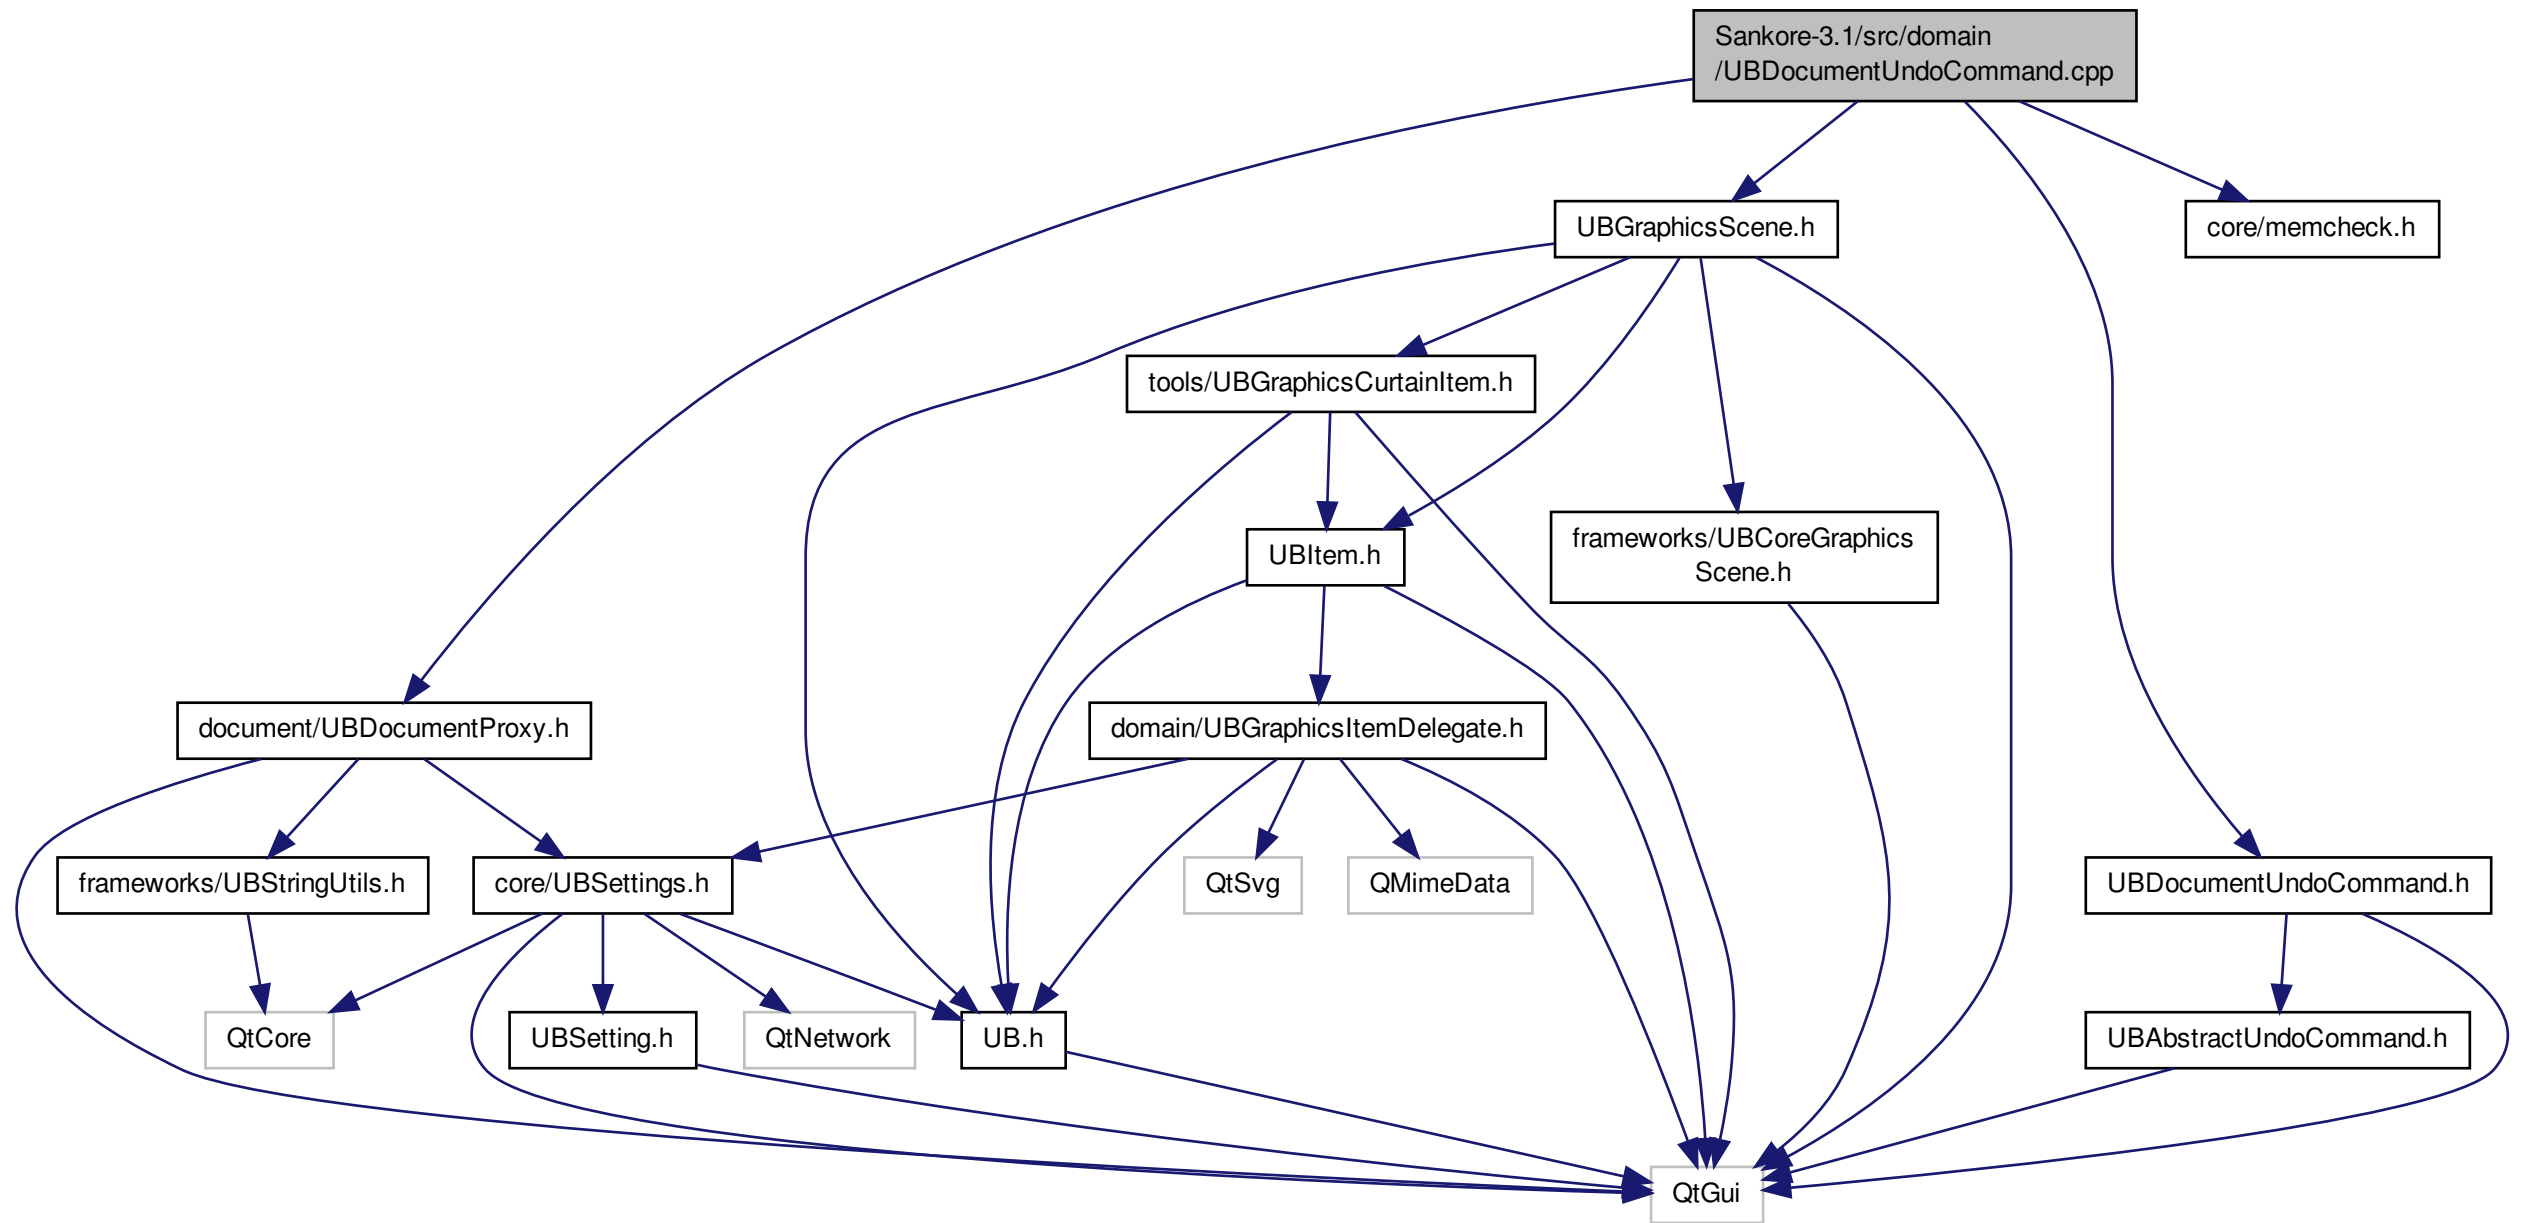 Sankore-3.1/src/domain
/UBDocumentUndoCommand.cpp
UBGraphicsScene.h
core/memcheck.h
tools/UBGraphicsCurtainItem.h
frameworks/UBCoreGraphics
Scene.h
UBItem.h
document/UBDocumentProxy.h
domain/UBGraphicsItemDelegate.h
frameworks/UBStringUtils.h
core/UBSettings.h
QtSvg
QMimeData
UBDocumentUndoCommand.h
QtCore
UBSetting.h
QtNetwork
UB.h
UBAbstractUndoCommand.h
QtGui